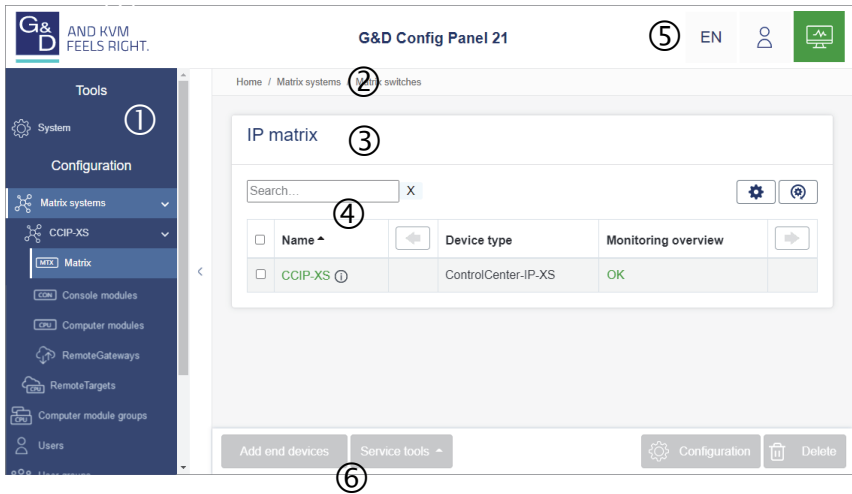 G&D AND KVM FEELS RIGHT.
G&D Config Panel 21
⑤ EN
Tools
① System
Configuration
Matrix systems
CCIP-XS
MTX Matrix
CON Console modules
CPU Computer modules
RemoteGateways
CPU RemoteTargets
CPU Computer module groups
Users
User groups
Home / Matrix systems / ② Matrix switches
IP matrix ③
Search... X
④
Name Device type Monitoring overview
CCIP-XS ControlCenter-IP-XS OK
Add end devices Service tools Configuration Delete
⑥